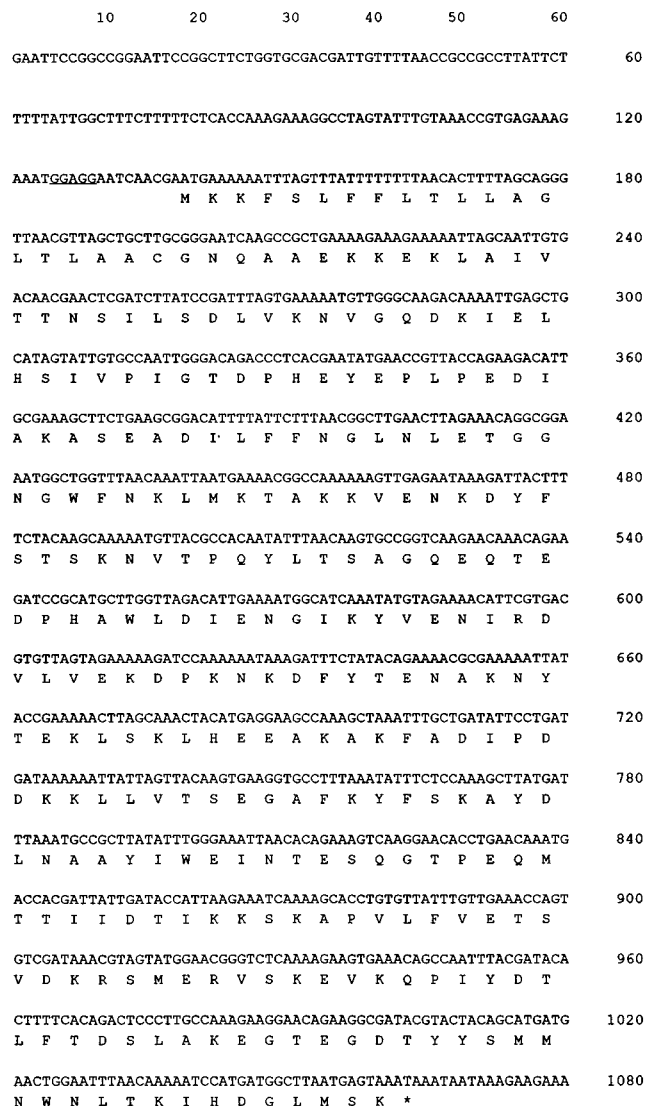 10 20 30 40 50 60
GAATTCCGGCCGGAATTCCGGCTTCTGGTGCGACGATTGTTTTAACCGCCGCCTTATTCT 60
TTTTATTGGCTTTCTTTTTCTCACCAAAGAAAGGCCTAGTATTTGTAAACCGTGAGAAAG 120
AAATGGAGGAATCAACGAATGAAAAAATTTAGTTTATTTTTTTTAACACTTTTAGCAGGG 180
M K K F S L F F L T L L A G
TTAACGTTAGCTGCTTGCGGGAATCAAGCCGCTGAAAAGAAAGAAAAATTAGCAATTGTG 240
L T L A A C G N Q A A E K K E K L A I V
ACAACGAACTCGATCTTATCCGATTTAGTGAAAAATGTTGGGCAAGACAAAATTGAGCTG 300
T T N S I L S D L V K N V G Q D K I E L
CATAGTATTGTGCCAATTGGGACAGACCCTCACGAATATGAACCGTTACCAGAAGACATT 360
H S I V P I G T D P H E Y E P L P E D I
GCGAAAGCTTCTGAAGCGGACATTTTATTCTTTAACGGCTTGAACTTAGAAACAGGCGGA 420
A K A S E A D I L F F N G L N L E T G G
AATGGCTGGTTTAACAAATTAATGAAAACGGCCAAAAAAGTTGAGAATAAAGATTACTTT 480
N G W F N K L M K T A K K V E N K D Y F
TCTACAAGCAAAAATGTTACGCCACAATATTTAACAAGTGCCGGTCAAGAACAAACAGAA 540
S T S K N V T P Q Y L T S A G Q E Q T E
GATCCGCATGCTTGGTTAGACATTGAAAATGGCATCAAATATGTAGAAAACATTCGTGAC 600
D P H A W L D I E N G I K Y V E N I R D
GTGTTAGTAGAAAAAGATCCAAAAAATAAAGATTTCTATACAGAAAACGCGAAAAATTAT 660
V L V E K D P K N K D F Y T E N A K N Y
ACCGAAAAACTTAGCAAACTACATGAGGAAGCCAAAGCTAAATTTGCTGATATTCCTGAT 720
T E K L S K L H E E A K A K F A D I P D
GATAAAAAATTATTAGTTACAAGTGAAGGTGCCTTTAAATATTTCTCCAAAGCTTATGAT 780
D K K L L V T S E G A F K Y F S K A Y D
TTAAATGCCGCTTATATTTGGGAAATTAACACAGAAAGTCAAGGAACACCTGAACAAATG 840
L N A A Y I W E I N T E S Q G T P E Q M
ACCACGATTATTGATACCATTAAGAAATCAAAAGCACCTGTGTTATTTGTTGAAACCAGT 900
T T I I D T I K K S K A P V L F V E T S
GTCGATAAACGTAGTATGGAACGGGTCTCAAAAGAAGTGAAACAGCCAATTTACGATACA 960
V D K R S M E R V S K E V K Q P I Y D T
CTTTTCACAGACTCCCTTGCCAAAGAAGGAACAGAAGGCGATACGTACTACAGCATGATG 1020
L F T D S L A K E G T E G D T Y Y S M M
AACTGGAATTTAACAAAAATCCATGATGGCTTAATGAGTAAATAAATAATAAAGAAGAAA 1080
N W N L T K I H D G L M S K *